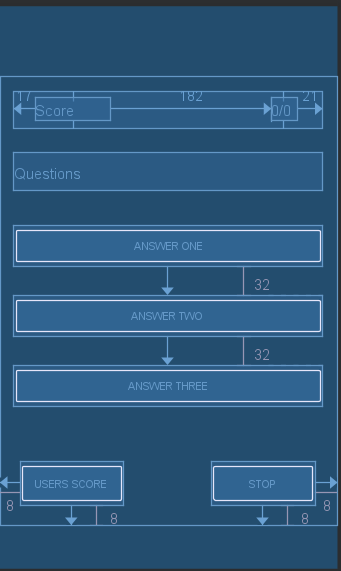 17 182 21
Score 0/0
Questions
ANSWER ONE
32
ANSWER TWO
32
ANSWER THREE
USERS SCORE STOP
8 8
8 8